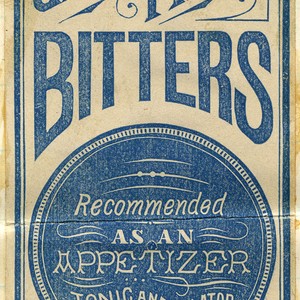 BITTERS
Recommended
AS AN
APPETIZER
TONIC AND